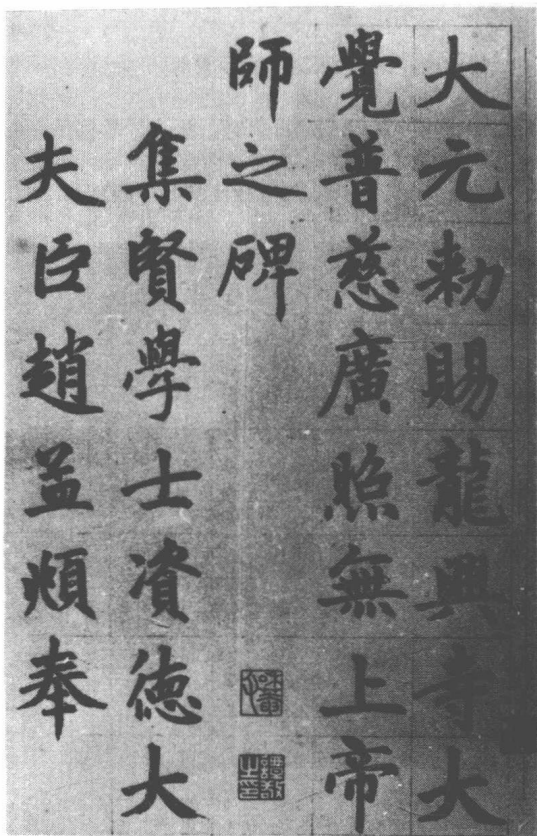 大元勅賜龍興寺大
覺普慈廣照無上帝
師之碑
集賢學士資德大
夫臣趙孟頫奉